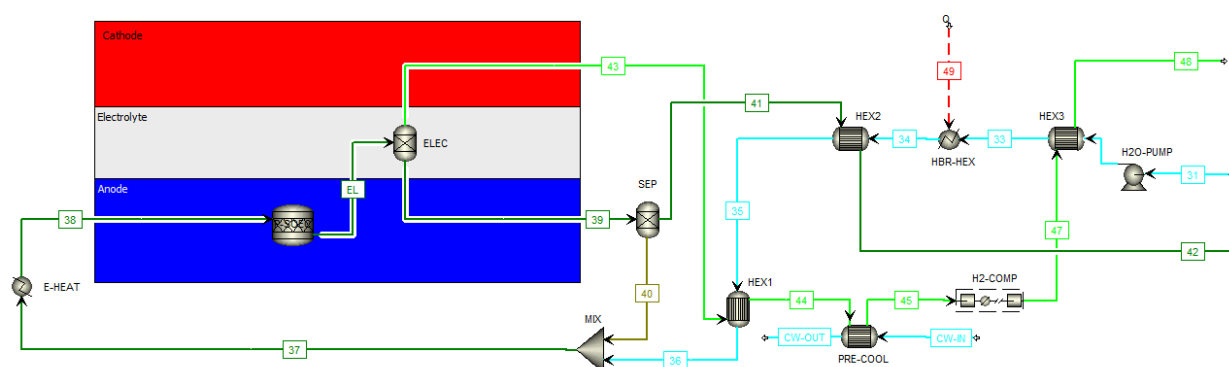 Cathode
Electrolyte
Anode
43
ELEC
EL
38
39
E-HEAT
37
SEP
40
MIX
41
HEX2
34
HBR-HEX
33
HEX3
H2O-PUMP
31
Q
49
48
35
47
42
HEX1
44
45
H2-COMP
CW-OUT
CW-IN
PRE-COOL
36